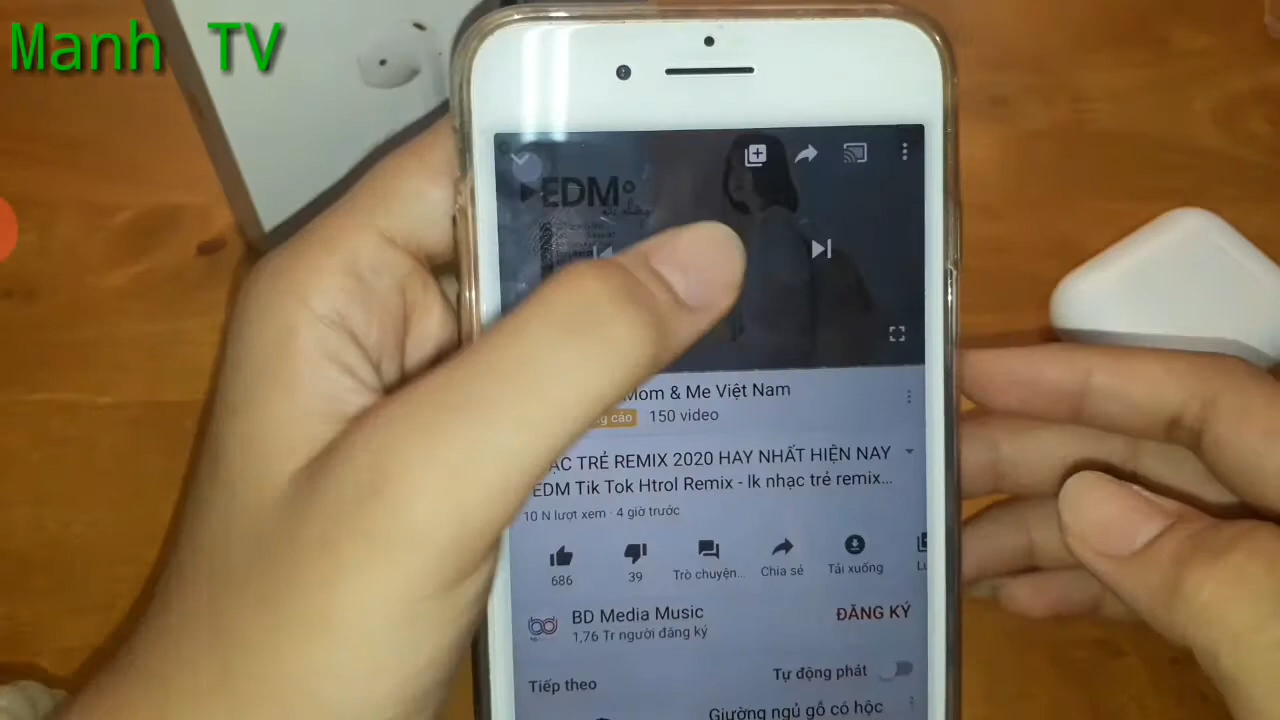 Manh TV
EDM
Mom & Me Việt Nam
ng cáo 150 video
ẠC TRẺ REMIX 2020 HAY NHẤT HIỆN NAY
EDM Tik Tok Htrol Remix - lk nhạc trẻ remix...
10 N lượt xem · 4 giờ trước
686
39
Trò chuyện...
Chia sẻ
Tải xuống
BD Media Music
ĐĂNG KÝ
1,76 Tr người đăng ký
Tự động phát
Tiếp theo
Giường ngủ gỗ có hộc